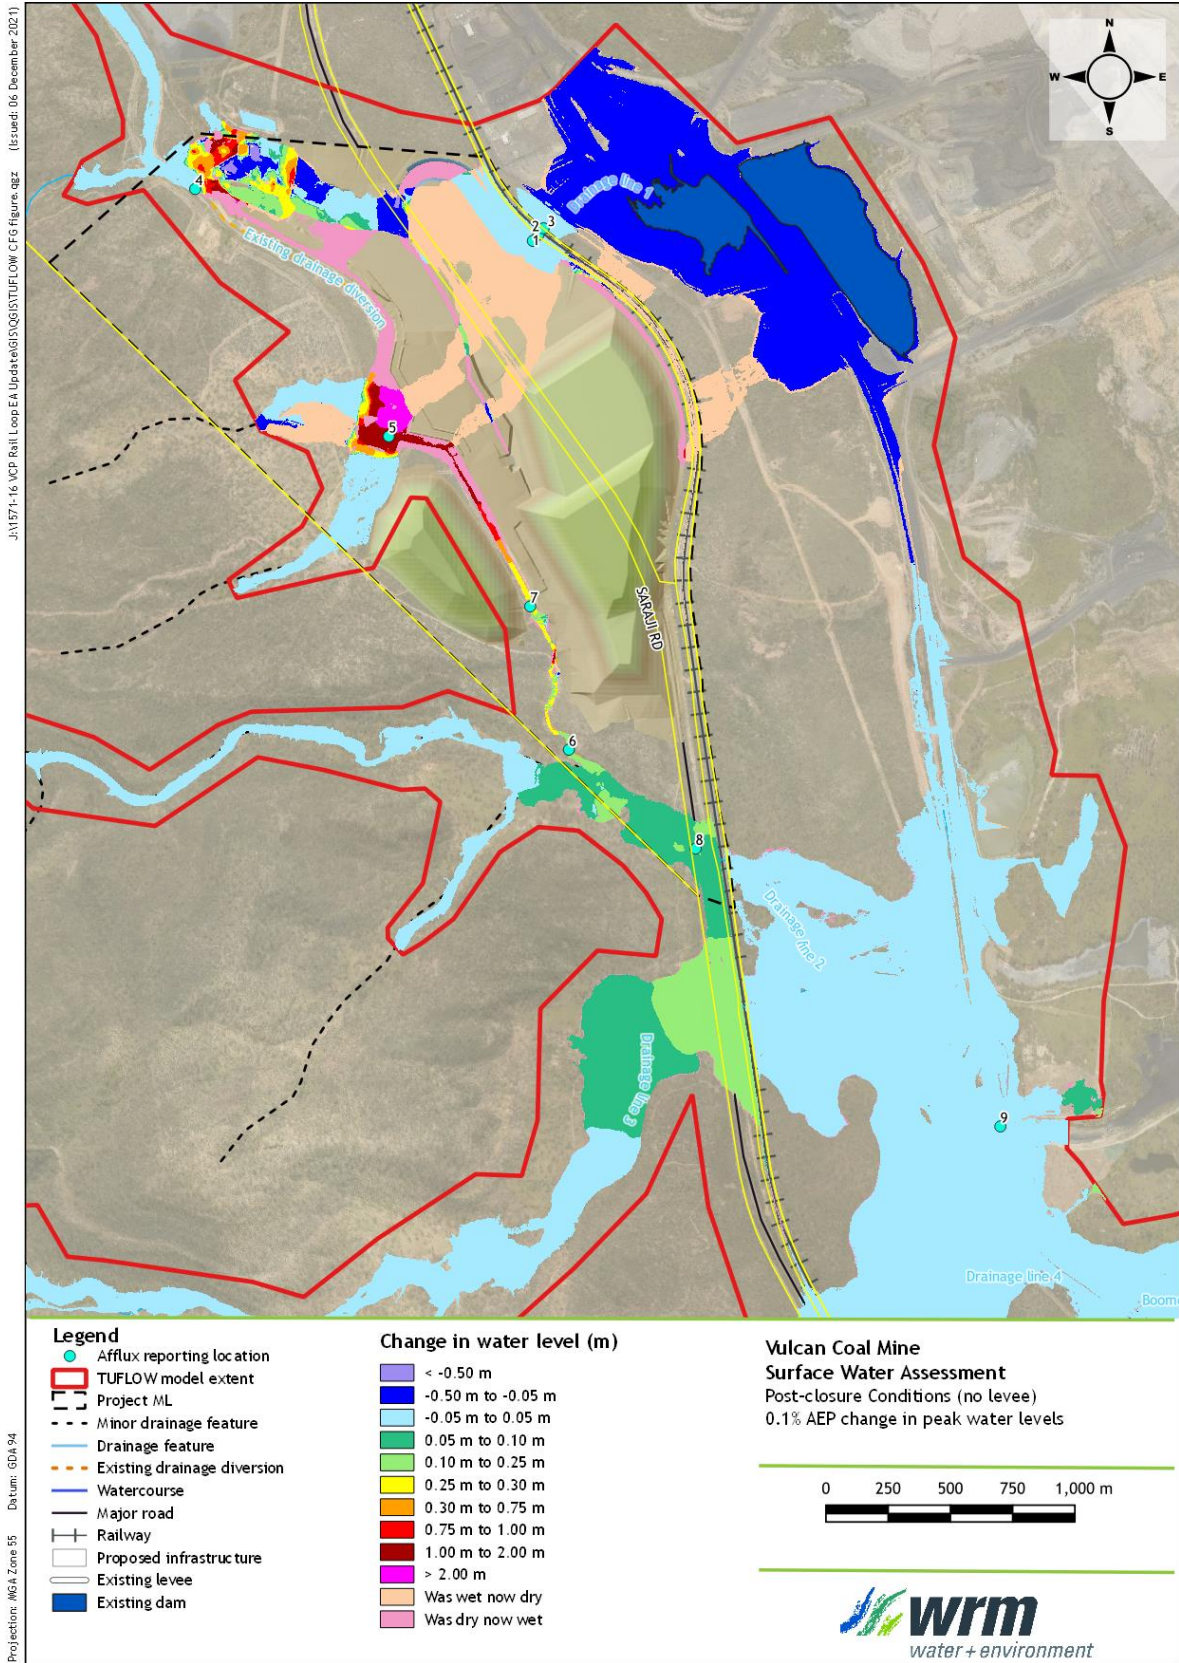 J:\1571-16 VCP Rail Loop EA Update\GIS\QGIS\TUFLOW CFG figure.qgz (Issued: 06 December 2021)
Projection: MGA Zone 55 Datum: GDA 94
N
W E
S
Drainage line 1
4
3
2
1
Existing drainage diversion
5
7
SARAJI RD
6
8
Drainage line 2
Drainage line 3
9
Drainage line 4
Boom
Legend
Afflux reporting location
TUFLOW model extent
Project ML
Minor drainage feature
Drainage feature
Existing drainage diversion
Watercourse
Major road
Railway
Proposed infrastructure
Existing levee
Existing dam
Change in water level (m)
< -0.50 m
-0.50 m to -0.05 m
-0.05 m to 0.05 m
0.05 m to 0.10 m
0.10 m to 0.25 m
0.25 m to 0.30 m
0.30 m to 0.75 m
0.75 m to 1.00 m
1.00 m to 2.00 m
> 2.00 m
Was wet now dry
Was dry now wet
Vulcan Coal Mine
Surface Water Assessment
Post-closure Conditions (no levee)
0.1% AEP change in peak water levels
0 250 500 750 1,000 m
wrm
water + environment